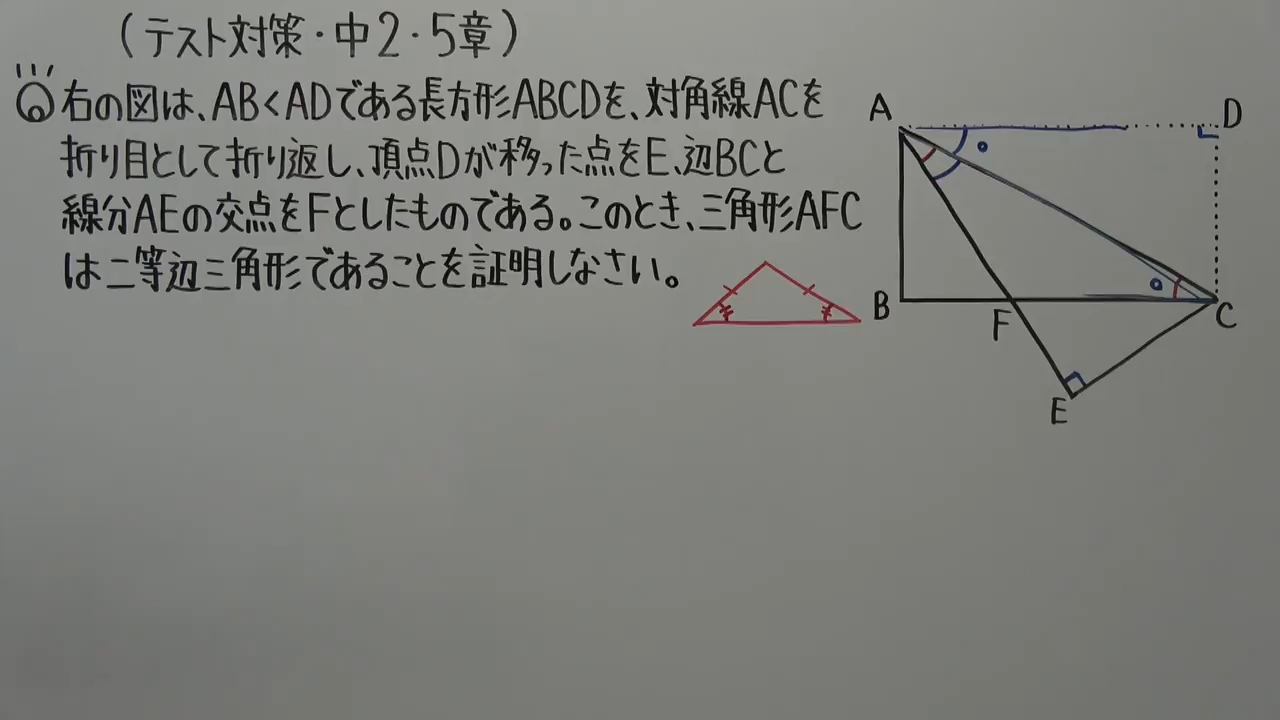 (テスト対策・中2・5章)
Q 右の図は、AB<ADである長方形ABCDを、対角線ACを
折り目として折り返し、頂点Dが移った点をE、辺BCと
線分AEの交点をFとしたものである。このとき、三角形AFC
は二等辺三角形であることを証明しなさい。
A
D
B
F
C
E